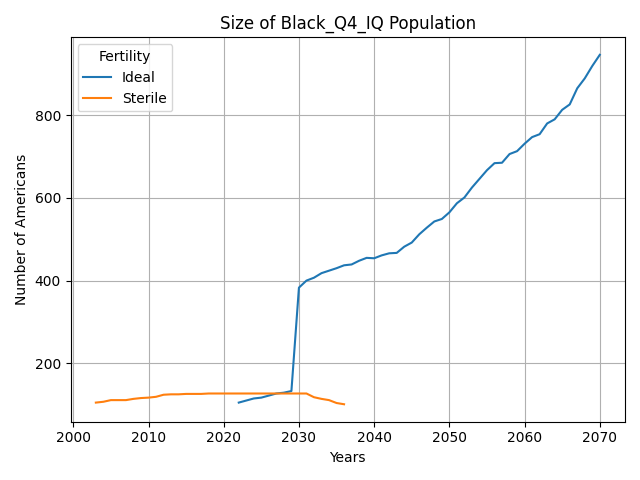 Size of Black_Q4_IQ Population
Fertility
Ideal
Sterile
Number of Americans
800
600
400
200
2000 2010 2020 2030 2040 2050 2060 2070
Years